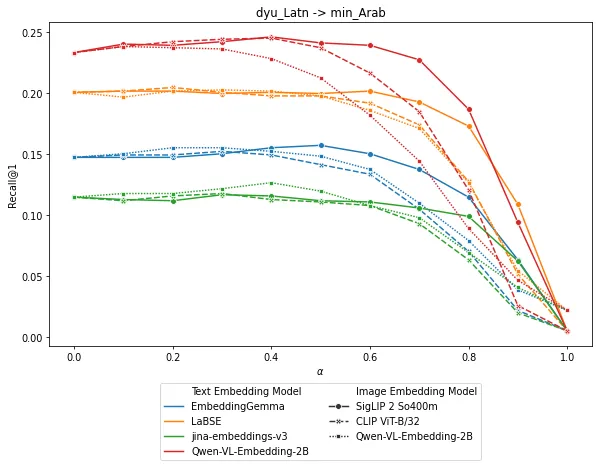 dyu_Latn -> min_Arab
Recall@1
0.25
0.20
0.15
0.10
0.05
0.00
0.0 0.2 0.4 0.6 0.8 1.0
α
Text Embedding Model Image Embedding Model
EmbeddingGemma SigLIP 2 So400m
LaBSE CLIP ViT-B/32
jina-embeddings-v3 Qwen-VL-Embedding-2B
Qwen-VL-Embedding-2B